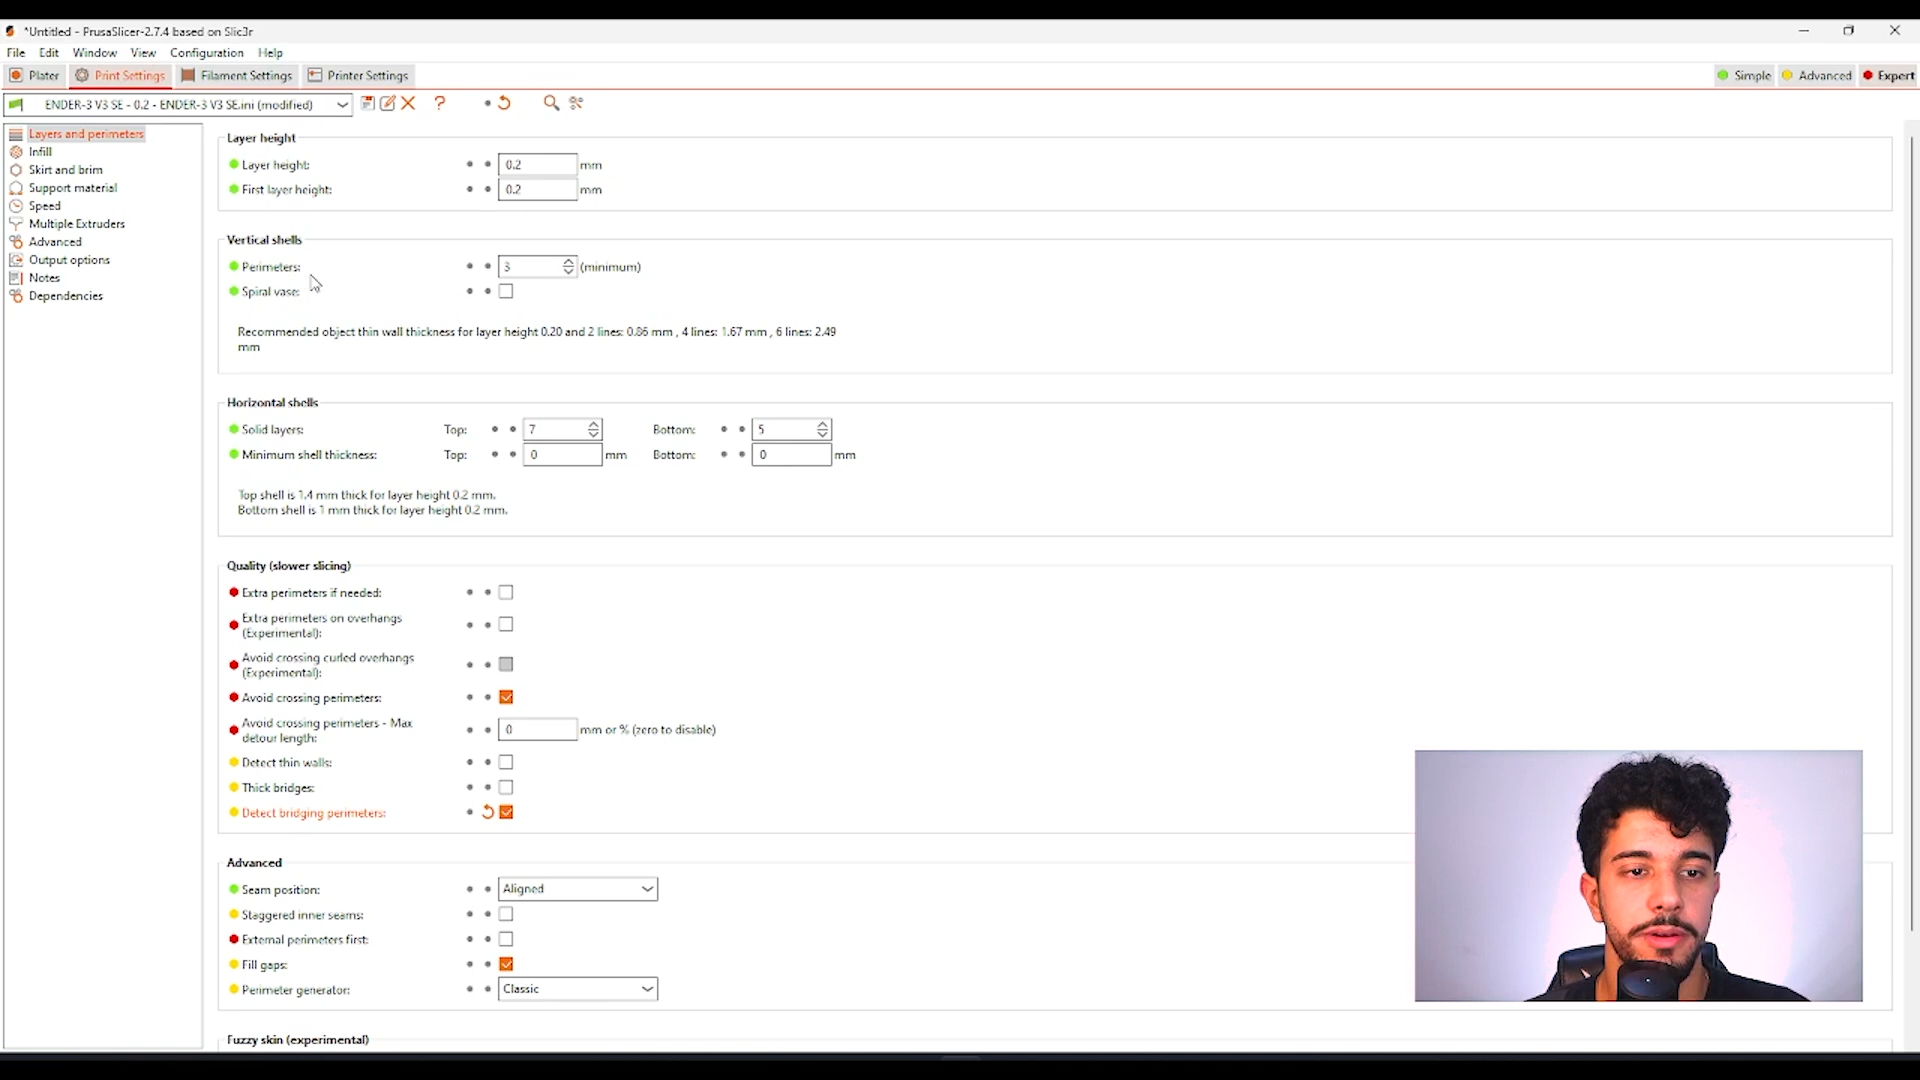 *Untitled - PrusaSlicer-2.7.4 based on Slic3r
File Edit Window View Configuration Help
Plater Print Settings Filament Settings Printer Settings Simple Advanced Expert
ENDER-3 V3 SE - 0.2 - ENDER-3 V3 SE.ini (modified) ?
Layers and perimeters
Infill
Skirt and brim
Support material
Speed
Multiple Extruders
Advanced
Output options
Notes
Dependencies
Layer height
Layer height: 0.2 mm
First layer height: 0.2 mm
Vertical shells
Perimeters: 3 (minimum)
Spiral vase:
Recommended object thin wall thickness for layer height 0.20 and 2 lines: 0.86 mm , 4 lines: 1.67 mm , 6 lines: 2.49
mm
Horizontal shells
Solid layers: Top: 7 Bottom: 5
Minimum shell thickness: Top: 0 mm Bottom: 0 mm
Top shell is 1.4 mm thick for layer height 0.2 mm.
Bottom shell is 1 mm thick for layer height 0.2 mm.
Quality (slower slicing)
Extra perimeters if needed:
Extra perimeters on overhangs
(Experimental):
Avoid crossing curled overhangs
(Experimental):
Avoid crossing perimeters:
Avoid crossing perimeters - Max
detour length: 0 mm or % (zero to disable)
Detect thin walls:
Thick bridges:
Detect bridging perimeters:
Advanced
Seam position: Aligned
Staggered inner seams:
External perimeters first:
Fill gaps:
Perimeter generator: Classic
Fuzzy skin (experimental)